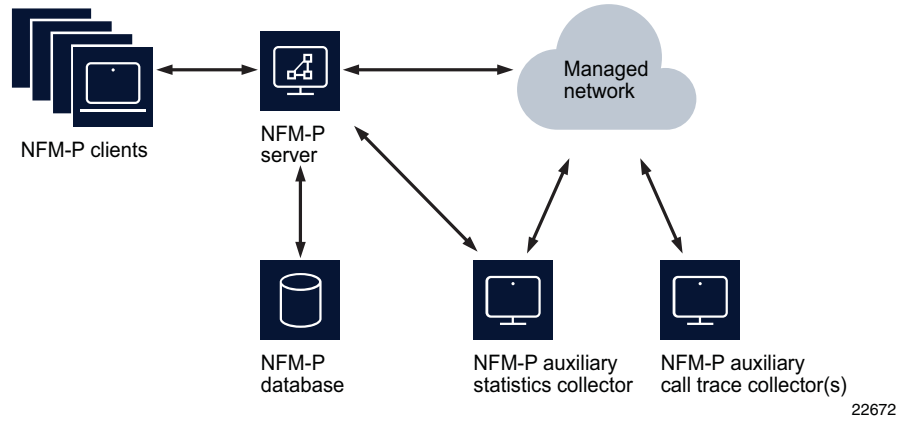 Managed
network
NFM-P clients
NFM-P
server
NFM-P
database
NFM-P auxiliary
statistics collector
NFM-P auxiliary
call trace collector(s)
22672